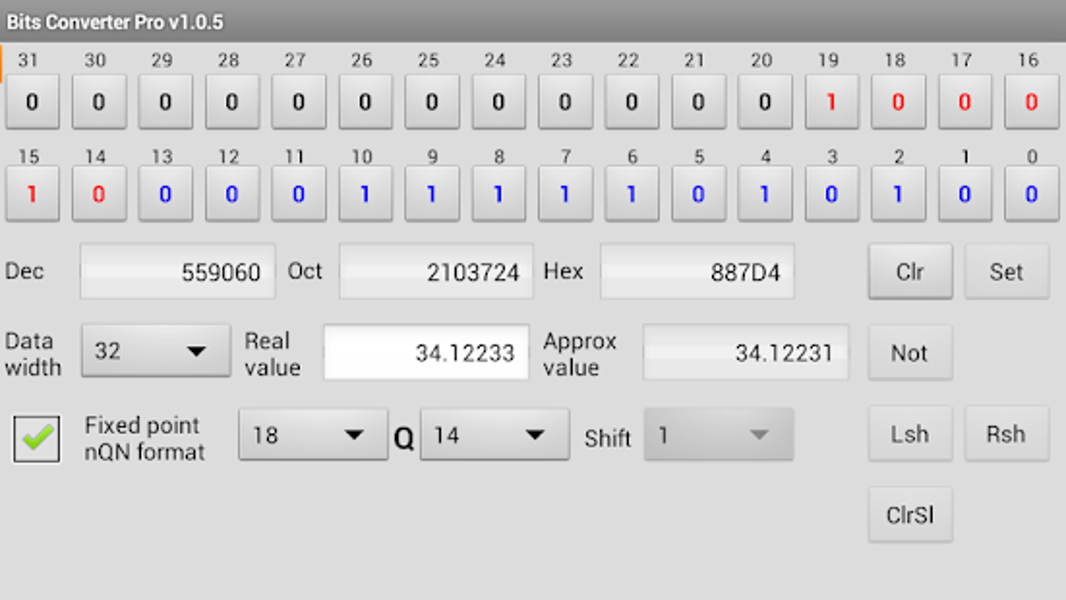 Bits Converter Pro v1.0.5
31 30 29 28 27 26 25 24 23 22 21 20 19 18 17 16
0 0 0 0 0 0 0 0 0 0 0 0 1 0 0 0
15 14 13 12 11 10 9 8 7 6 5 4 3 2 1 0
1 0 0 0 0 1 1 1 1 1 0 1 0 1 0 0
Dec 559060 Oct 2103724 Hex 887D4 Clr Set
Data width 32 Real value 34.12233 Approx value 34.12231 Not
Fixed point nQN format 18 Q 14 Shift 1 Lsh Rsh
ClrSl